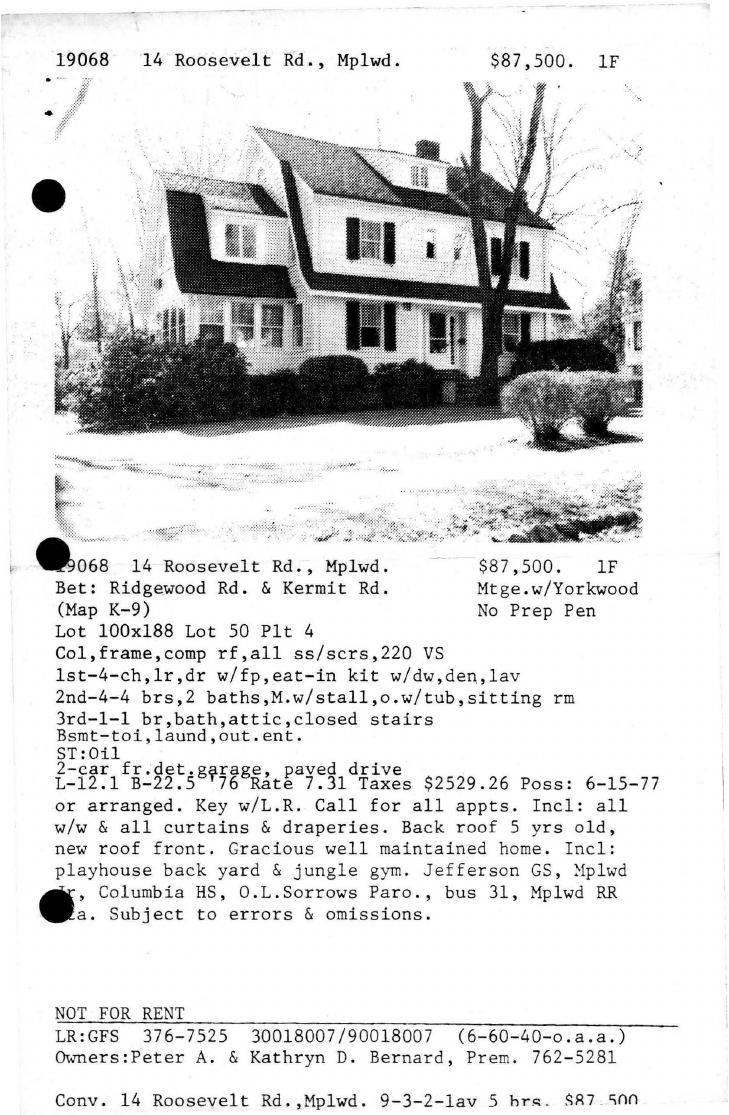 19068 14 Roosevelt Rd., Mplwd. $87,500. 1F
19068 14 Roosevelt Rd., Mplwd. $87,500. 1F
Bet: Ridgewood Rd. & Kermit Rd. Mtge.w/Yorkwood
(Map K-9) No Prep Pen
Lot 100x188 Lot 50 Plt 4
Col,frame,comp rf,all ss/scrs,220 VS
1st-4-ch,lr,dr w/fp,eat-in kit w/dw,den,lav
2nd-4-4 brs,2 baths,M.w/stall,o.w/tub,sitting rm
3rd-1-1 br,bath,attic,closed stairs
Bsmt-toi,laund,out.ent.
ST:Oil
2-car fr.det.garage, paved drive
L-12.1 B-22.5 '76 Rate 7.31 Taxes $2529.26 Poss: 6-15-77
or arranged. Key w/L.R. Call for all appts. Incl: all
w/w & all curtains & draperies. Back roof 5 yrs old,
new roof front. Gracious well maintained home. Incl:
playhouse back yard & jungle gym. Jefferson GS, Mplwd
Jr, Columbia HS, O.L.Sorrows Paro., bus 31, Mplwd RR
Sta. Subject to errors & omissions.
NOT FOR RENT
LR:GFS 376-7525 30018007/90018007 (6-60-40-o.a.a.)
Owners:Peter A. & Kathryn D. Bernard, Prem. 762-5281
Conv. 14 Roosevelt Rd.,Mplwd. 9-3-2-lav 5 brs. $87,500